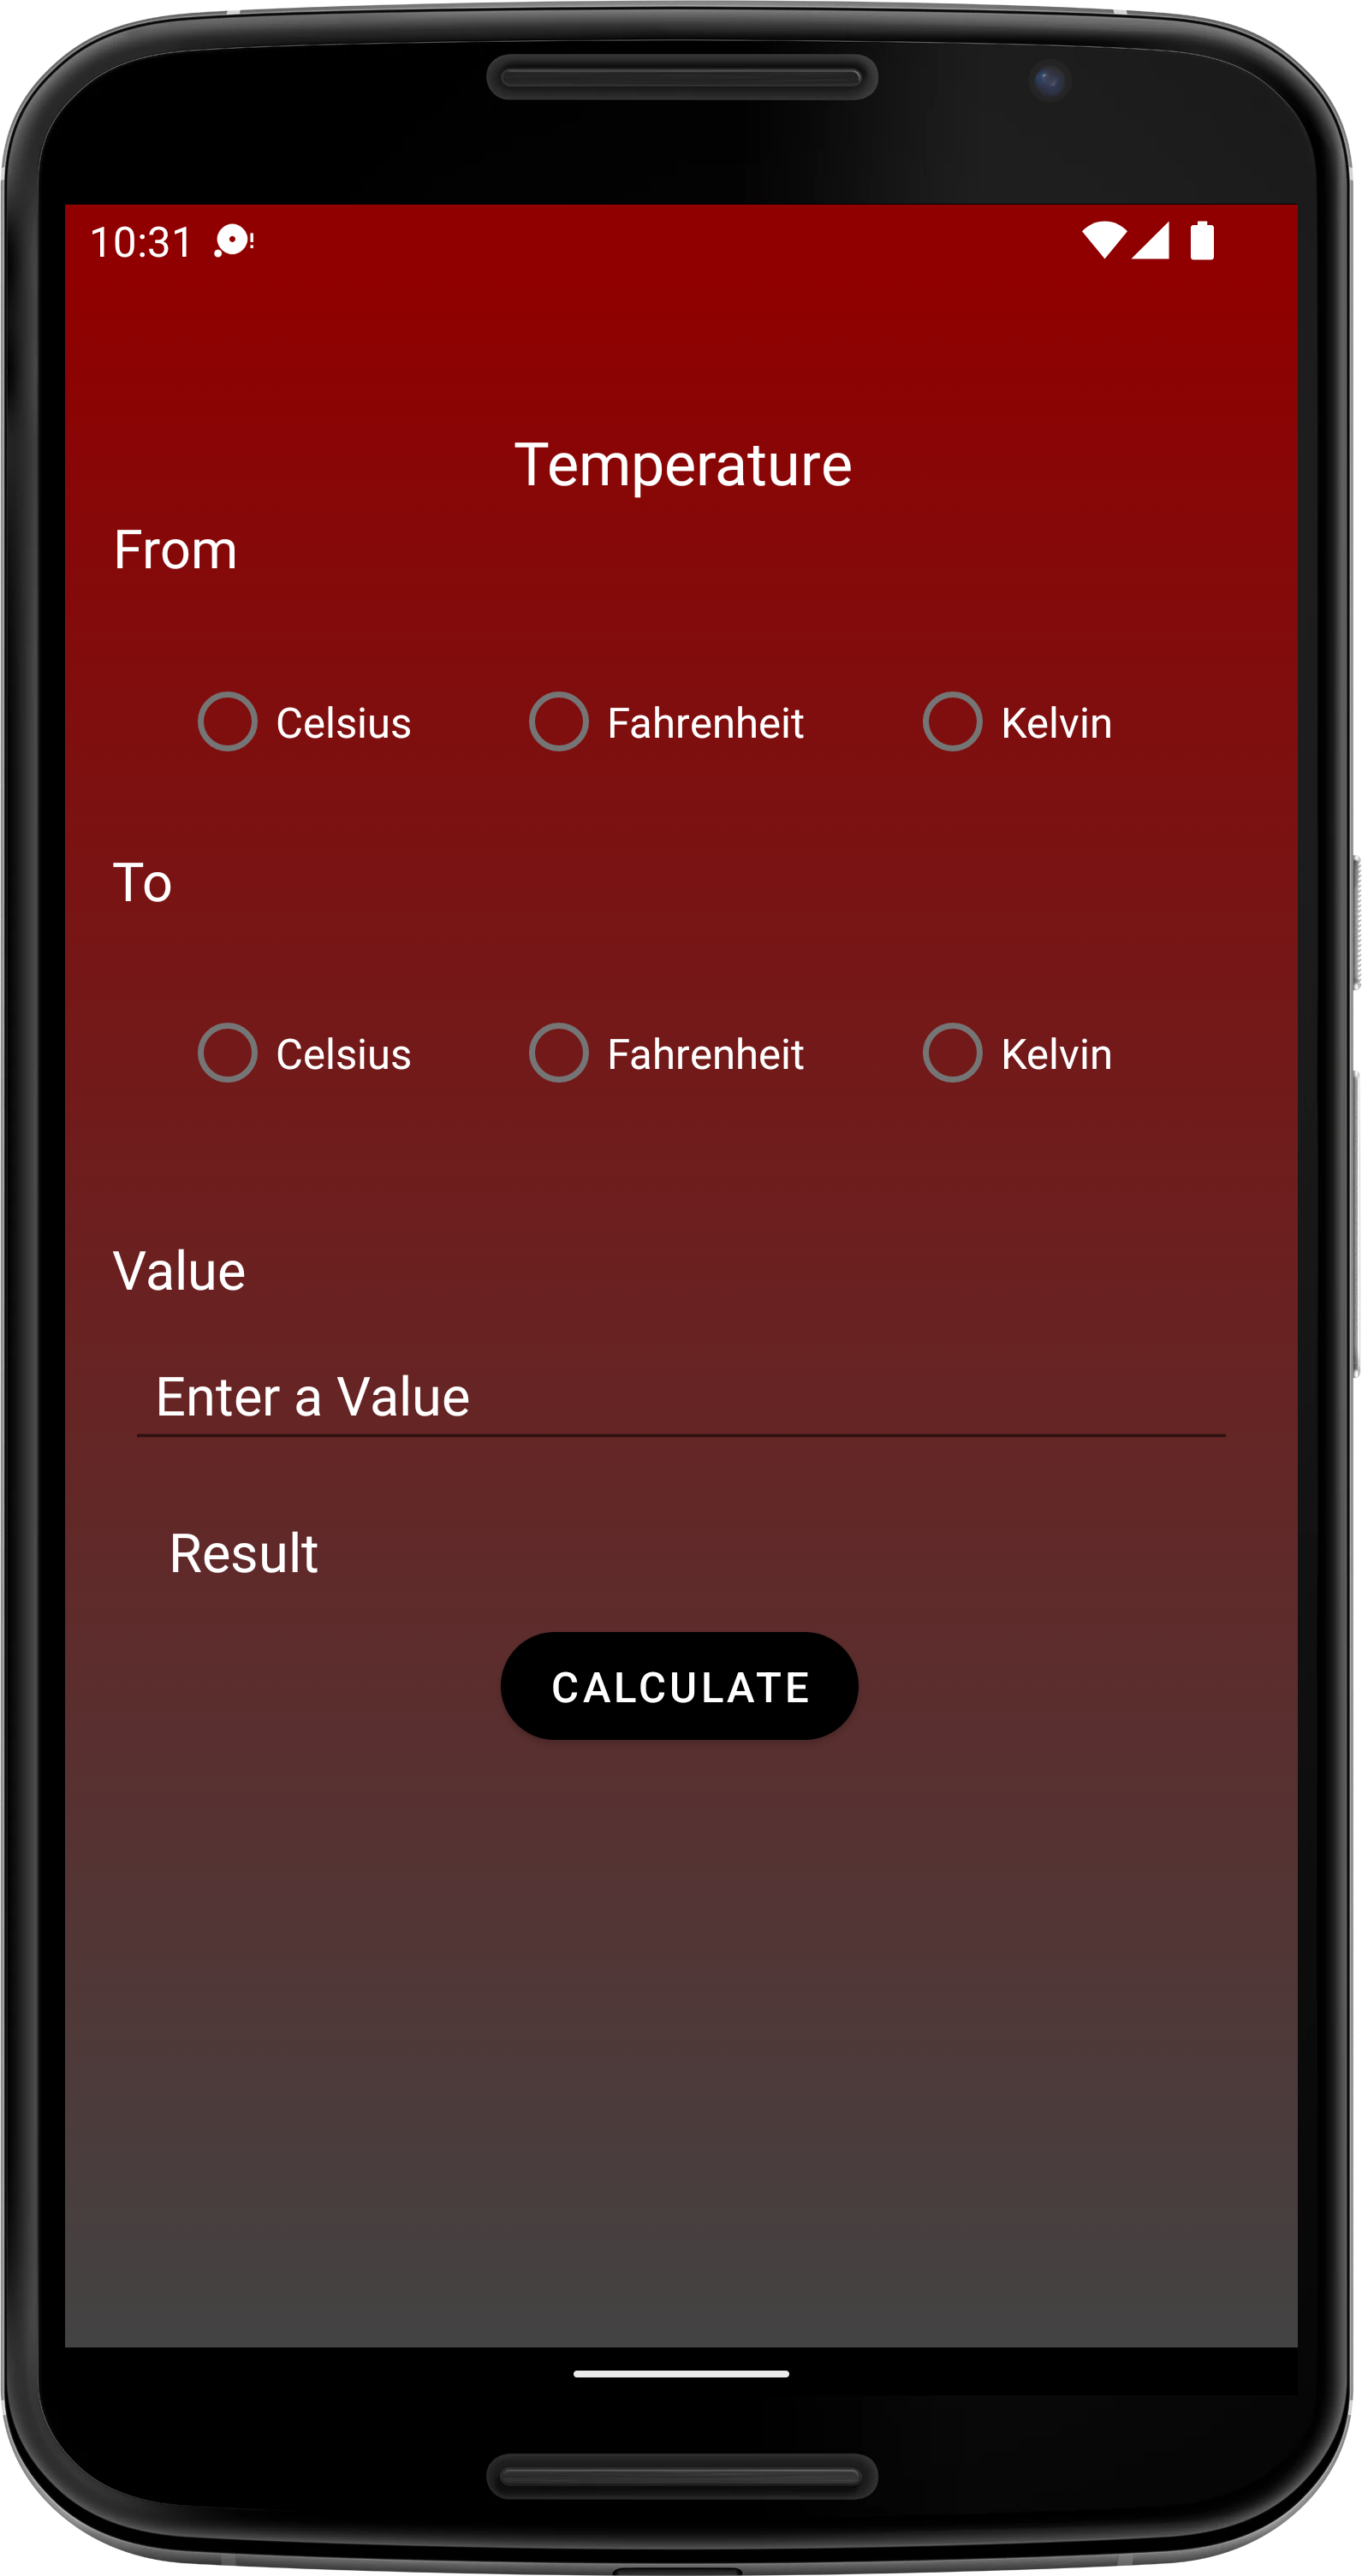 10:31
Temperature
From
Celsius Fahrenheit Kelvin
To
Celsius Fahrenheit Kelvin
Value
Enter a Value
Result
CALCULATE